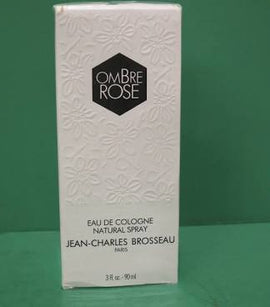 OMBRE
ROSE
EAU DE COLOGNE
NATURAL SPRAY
JEAN-CHARLES BROSSEAU
PARIS
3 fl. oz. - 90 ml